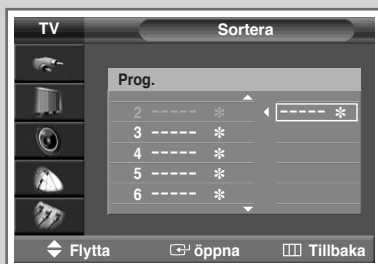 TV Sortera
Prog.
2 ----- ✻ ----- ✻
3 ----- ✻
4 ----- ✻
5 ----- ✻
6 ----- ✻
Flytta öppna Tillbaka